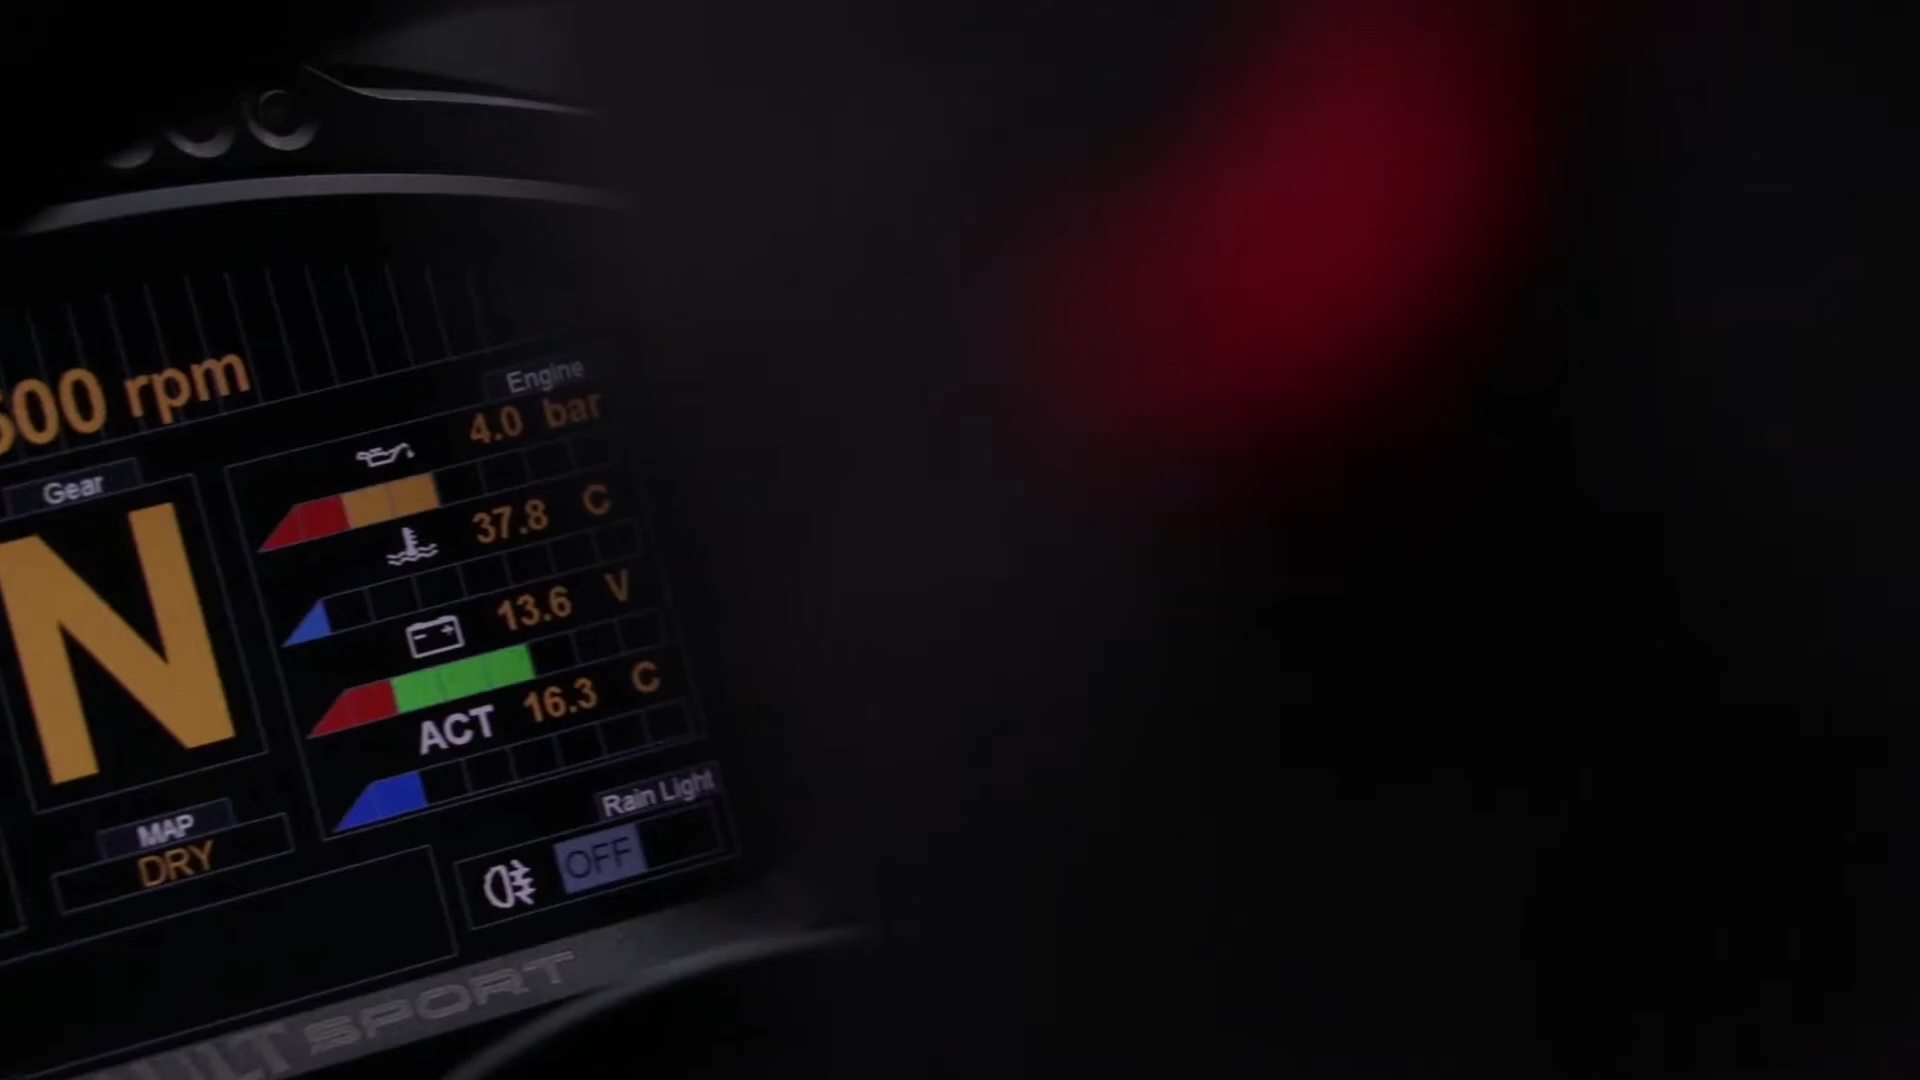 rpm
Engine
4.0 bar
Gear
37.8 C
N
13.6 V
ACT 16.3 C
Rain Light
MAP
DRY
OFF
SPORT